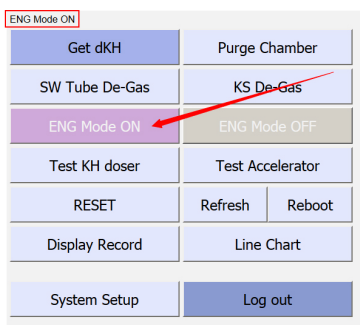 ENG Mode ON
Get dKH Purge Chamber
SW Tube De-Gas KS De-Gas
ENG Mode ON ENG Mode OFF
Test KH doser Test Accelerator
RESET Refresh Reboot
Display Record Line Chart
System Setup Log out